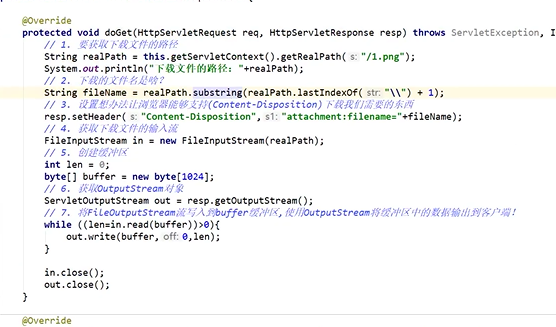 @Override
protected void doGet(HttpServletRequest req, HttpServletResponse resp) throws ServletException, I
// 1. 要获取下载文件的路径
String realPath = this.getServletContext().getRealPath( s: "/1.png");
System.out.println("下载文件的路径："+realPath);
// 2. 下载的文件名是啥？
String fileName = realPath.substring(realPath.lastIndexOf( str: "\\") + 1);
// 3. 设置想办法让浏览器能够支持(Content-Disposition)下载我们需要的东西
resp.setHeader( s: "Content-Disposition", s1: "attachment:filename="+fileName);
// 4. 获取下载文件的输入流
FileInputStream in = new FileInputStream(realPath);
// 5. 创建缓冲区
int len = 0;
byte[] buffer = new byte[1024];
// 6. 获取OutputStream对象
ServletOutputStream out = resp.getOutputStream();
// 7. 将FileOutputStream流写入到buffer缓冲区,使用OutputStream将缓冲区中的数据输出到客户端！
while ((len=in.read(buffer))>0){
out.write(buffer, off: 0,len);
}
in.close();
out.close();
}
@Override